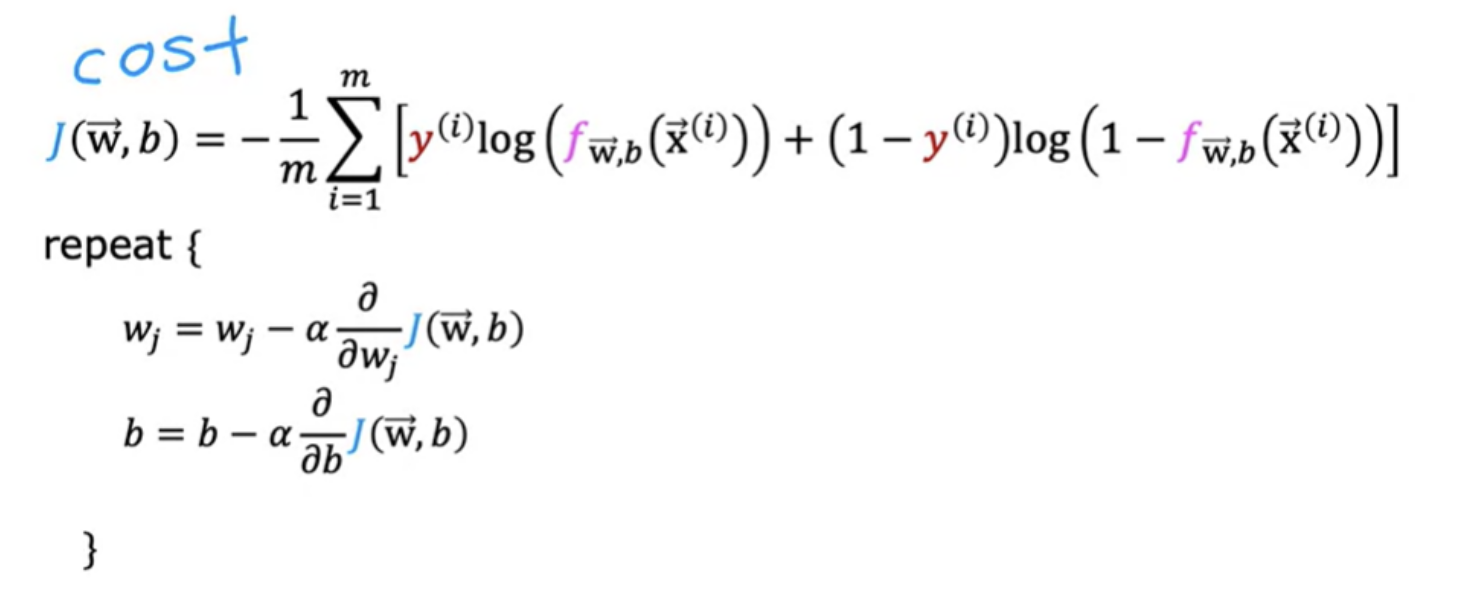 cost
J(w⃗, b) = −1/m ∑_{i=1}^{m} [y^{(i)}log(f_{w⃗,b}(x⃗^{(i)})) + (1 − y^{(i)})log(1 − f_{w⃗,b}(x⃗^{(i)}))]
repeat {
w_j = w_j − α ∂/∂w_j J(w⃗, b)
b = b − α ∂/∂b J(w⃗, b)
}